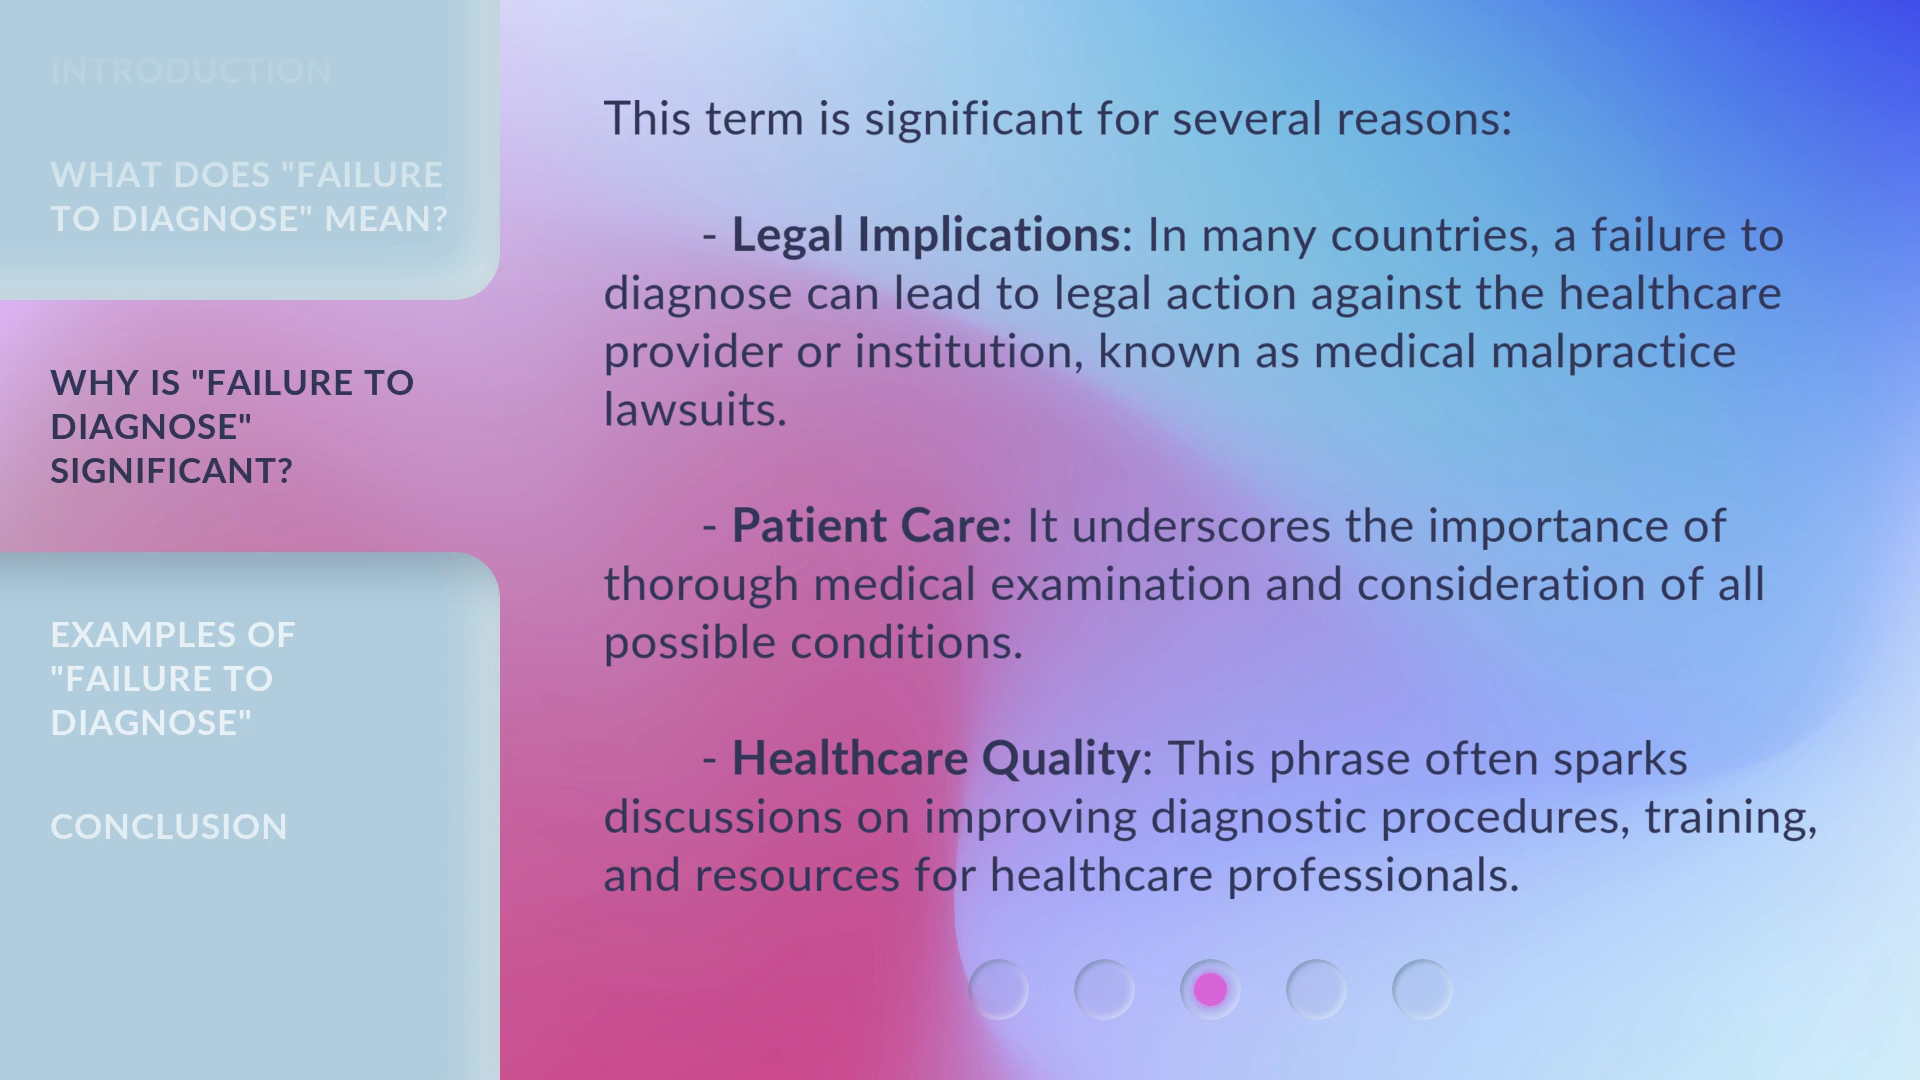 INTRODUCTION
WHAT DOES "FAILURE
TO DIAGNOSE" MEAN?
WHY IS "FAILURE TO
DIAGNOSE"
SIGNIFICANT?
EXAMPLES OF
"FAILURE TO
DIAGNOSE"
CONCLUSION
This term is significant for several reasons:
- Legal Implications: In many countries, a failure to
diagnose can lead to legal action against the healthcare
provider or institution, known as medical malpractice
lawsuits.
- Patient Care: It underscores the importance of
thorough medical examination and consideration of all
possible conditions.
- Healthcare Quality: This phrase often sparks
discussions on improving diagnostic procedures, training,
and resources for healthcare professionals.